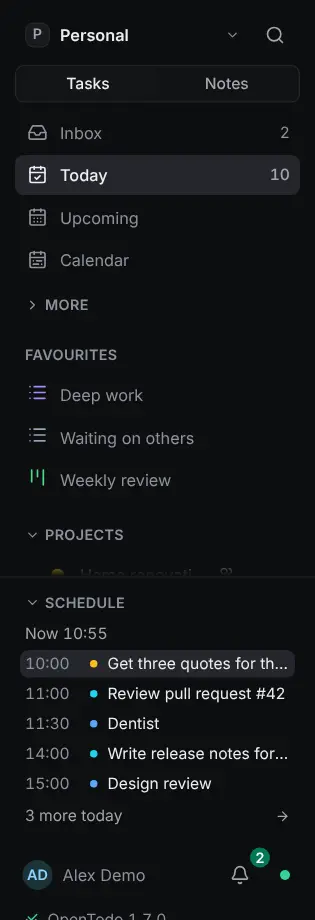 P Personal
Tasks Notes
Inbox 2
Today 10
Upcoming
Calendar
MORE
FAVOURITES
Deep work
Waiting on others
Weekly review
PROJECTS
SCHEDULE
Now 10:55
10:00 Get three quotes for th...
11:00 Review pull request #42
11:30 Dentist
14:00 Write release notes for...
15:00 Design review
3 more today
2
AD Alex Demo
OpenTodo 1.7.0